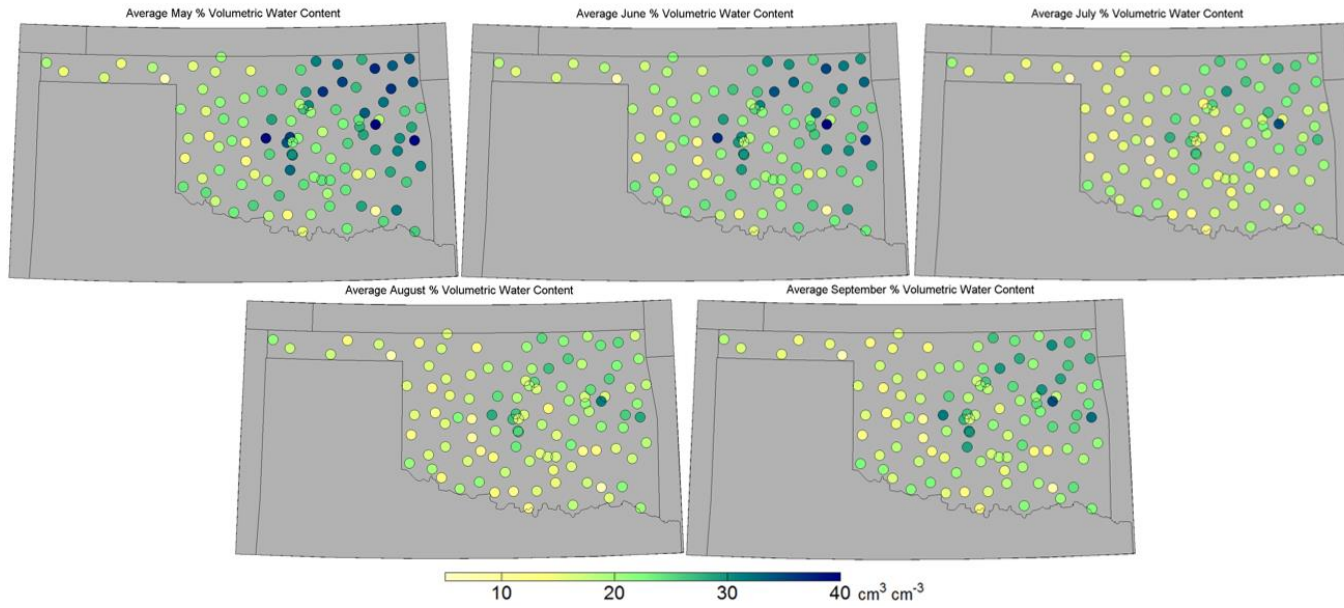 Average May % Volumetric Water Content
Average June % Volumetric Water Content
Average July % Volumetric Water Content
Average August % Volumetric Water Content
Average September % Volumetric Water Content
10 20 30 40 cm³ cm⁻³